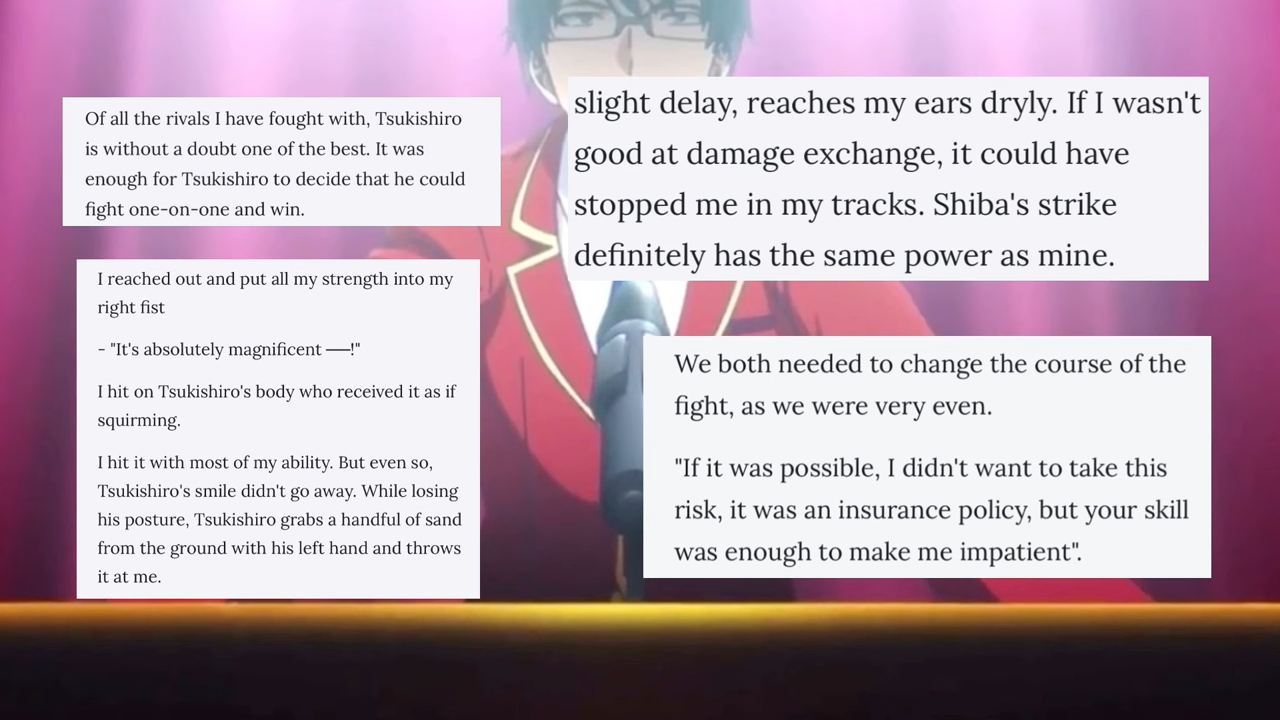 Of all the rivals I have fought with, Tsukishiro
is without a doubt one of the best. It was
enough for Tsukishiro to decide that he could
fight one-on-one and win.
I reached out and put all my strength into my
right fist
- "It's absolutely magnificent —–!"
I hit on Tsukishiro's body who received it as if
squirming.
I hit it with most of my ability. But even so,
Tsukishiro's smile didn't go away. While losing
his posture, Tsukishiro grabs a handful of sand
from the ground with his left hand and throws
it at me.
slight delay, reaches my ears dryly. If I wasn't
good at damage exchange, it could have
stopped me in my tracks. Shiba's strike
definitely has the same power as mine.
We both needed to change the course of the
fight, as we were very even.
"If it was possible, I didn't want to take this
risk, it was an insurance policy, but your skill
was enough to make me impatient".